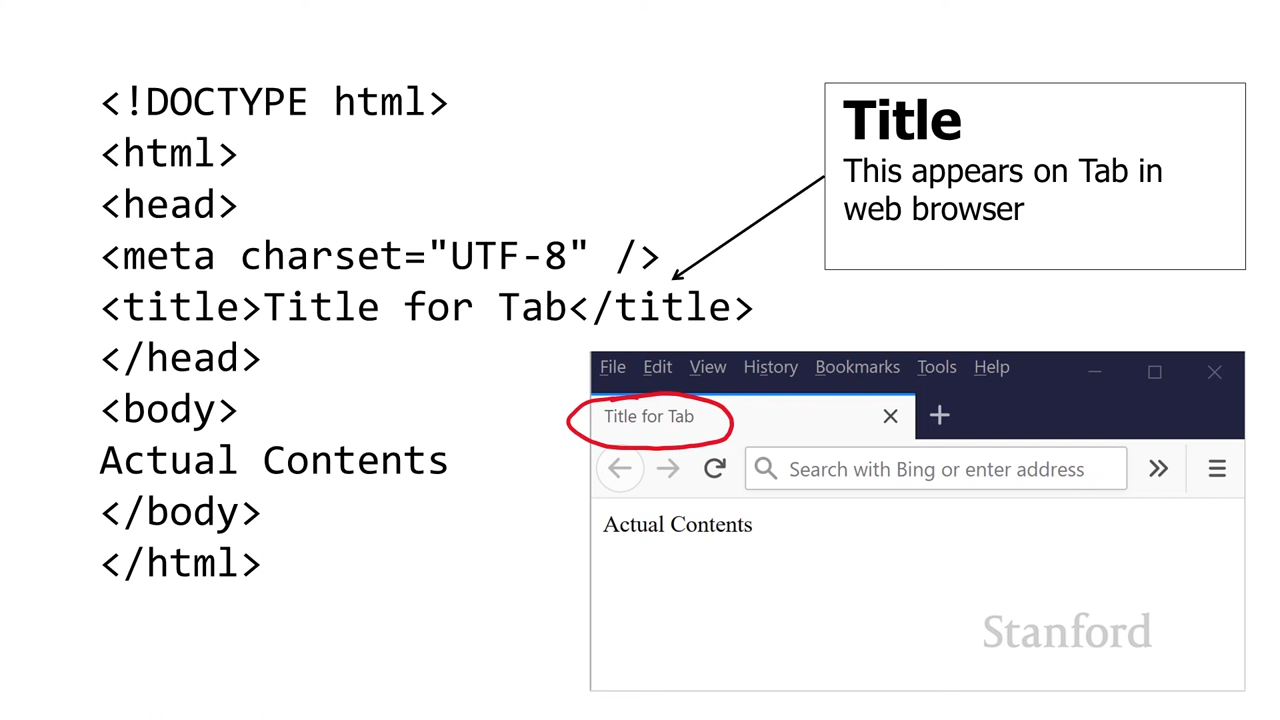 <!DOCTYPE html>
<html>
<head>
<meta charset="UTF-8" />
<title>Title for Tab</title>
</head>
<body>
Actual Contents
</body>
</html>
Title
This appears on Tab in
web browser
File Edit View History Bookmarks Tools Help
Title for Tab
Search with Bing or enter address
Actual Contents
Stanford